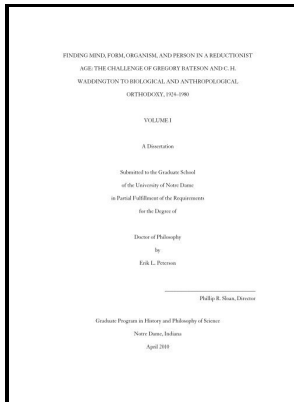 FINDING MIND, FORM, ORGANISM, AND PERSON IN A REDUCTIONIST
AGE: THE CHALLENGE OF GREGORY BATESON AND C. H.
WADDINGTON TO BIOLOGICAL AND ANTHROPOLOGICAL
ORTHODOXY, 1924-1980
VOLUME I
A Dissertation
Submitted to the Graduate School
of the University of Notre Dame
in Partial Fulfillment of the Requirements
for the Degree of
Doctor of Philosophy
by
Erik L. Peterson
Phillip R. Sloan, Director
Graduate Program in History and Philosophy of Science
Notre Dame, Indiana
April 2010